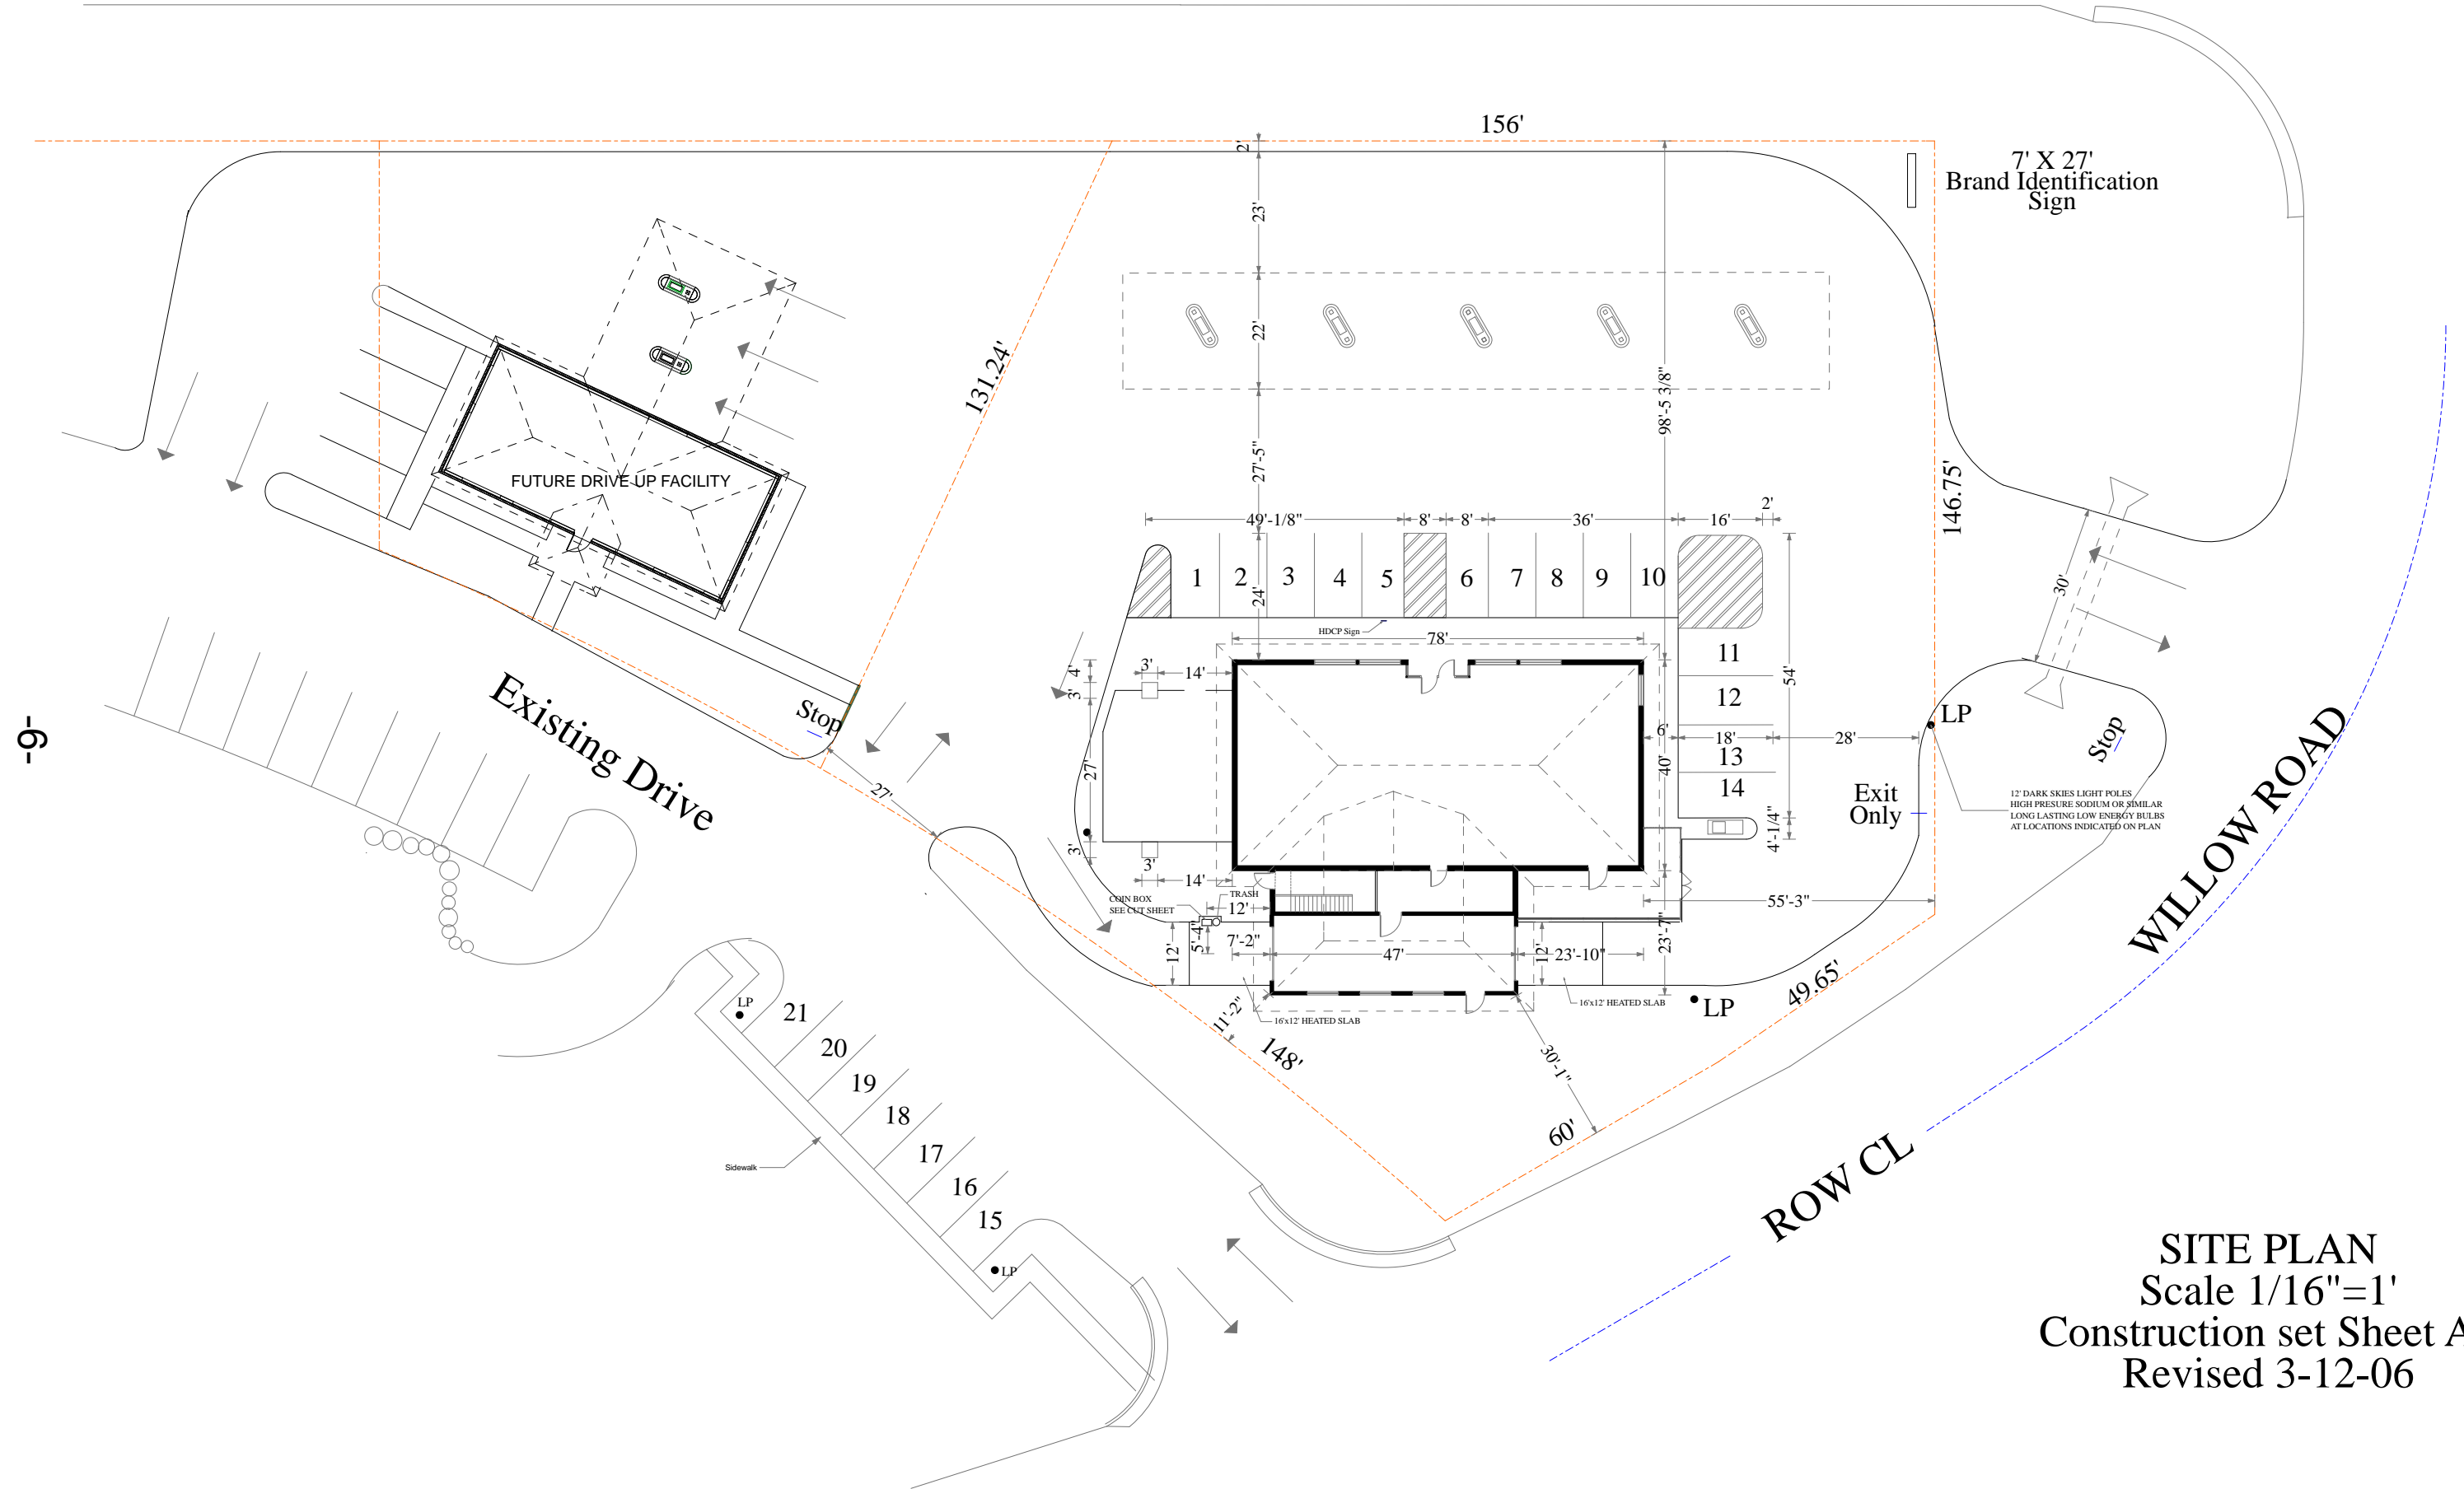 156'
2'
7' X 27'
Brand Identification
Sign
23'
22'
131.24'
98'-5 3/8"
27'-5"
146.75'
FUTURE DRIVE UP FACILITY
49'-1/8"
8'
8'
36'
16'
2'
1
2
3
4
5
6
7
8
9
10
24'
30'
HDCP Sign
78'
11
12
13
14
54'
4'
3'
3'
14'
6'
18'
28'
40'
27'
3'
3'
14'
4'-1/4"
Existing Drive
Stop
27'
-9-
LP
Stop
Exit
Only
12' DARK SKIES LIGHT POLES
HIGH PRESURE SODIUM OR SIMILAR
LONG LASTING LOW ENERGY BULBS
AT LOCATIONS INDICATED ON PLAN
WILLOW ROAD
COIN BOX
SEE CUT SHEET
TRASH
12'
55'-3"
5'-4"
12'
7'-2"
47'
12'
23'-10"
23'-7"
16'x12' HEATED SLAB
16'x12' HEATED SLAB
11'-2"
148'
30'-1"
60'
49.65'
LP
LP
21
20
19
18
17
16
15
LP
Sidewalk
ROW CL
SITE PLAN
Scale 1/16"=1'
Construction set Sheet A
Revised 3-12-06